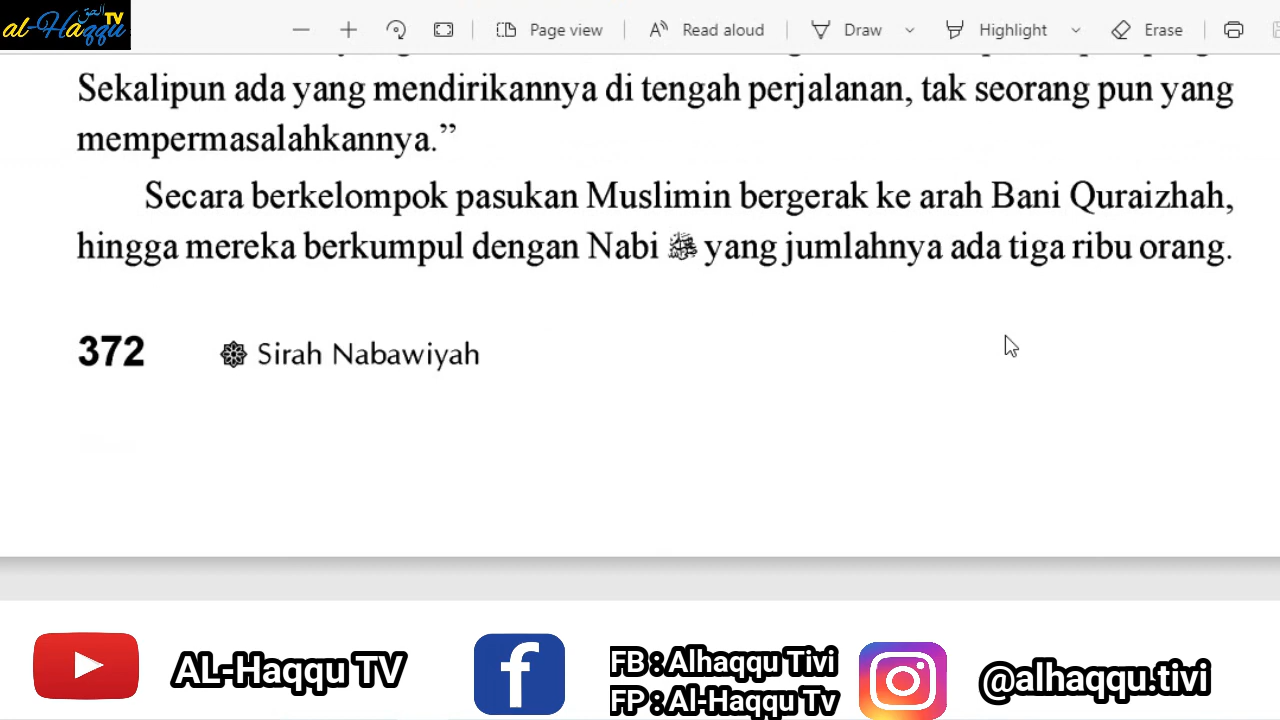 al-Haqqu TV
الحق
Page view
Read aloud
Draw
Highlight
Erase
Sekalipun ada yang mendirikannya di tengah perjalanan, tak seorang pun yang
mempermasalahkannya.”
Secara berkelompok pasukan Muslimin bergerak ke arah Bani Quraizhah,
hingga mereka berkumpul dengan Nabi ﷺ yang jumlahnya ada tiga ribu orang.
372 Sirah Nabawiyah
AL-Haqqu TV
FB : Alhaqqu Tivi
FP : Al-Haqqu Tv
@alhaqqu.tivi